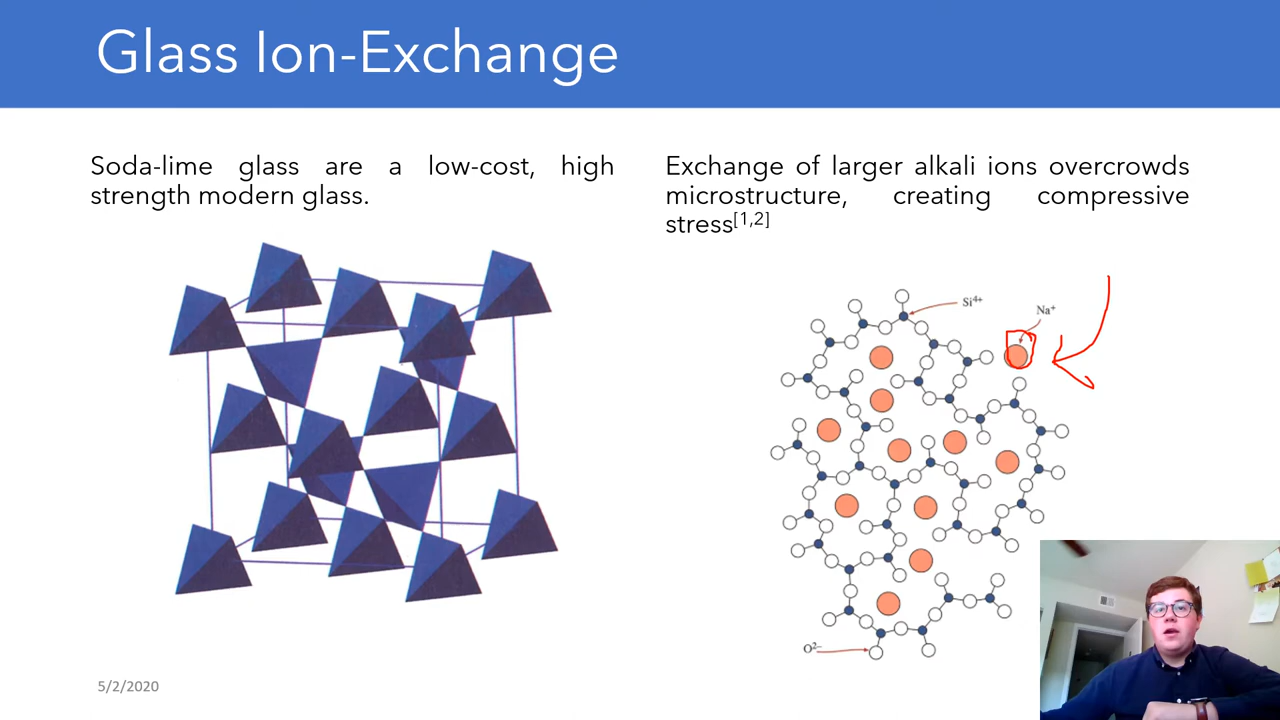 Glass Ion-Exchange
Soda-lime glass are a low-cost, high
strength modern glass.
Exchange of larger alkali ions overcrowds
microstructure, creating compressive
stress[1,2]
Si4+
Na+
O2−
5/2/2020